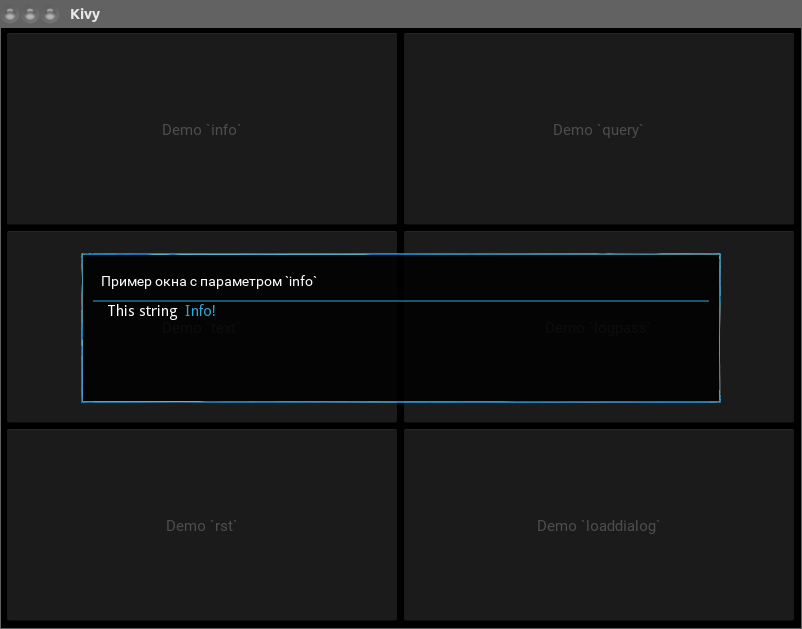 Kivy
Demo `info`
Demo `query`
Пример окна с параметром `info`
This string Info!
Demo `text`
Demo `logpass`
Demo `rst`
Demo `loaddialog`